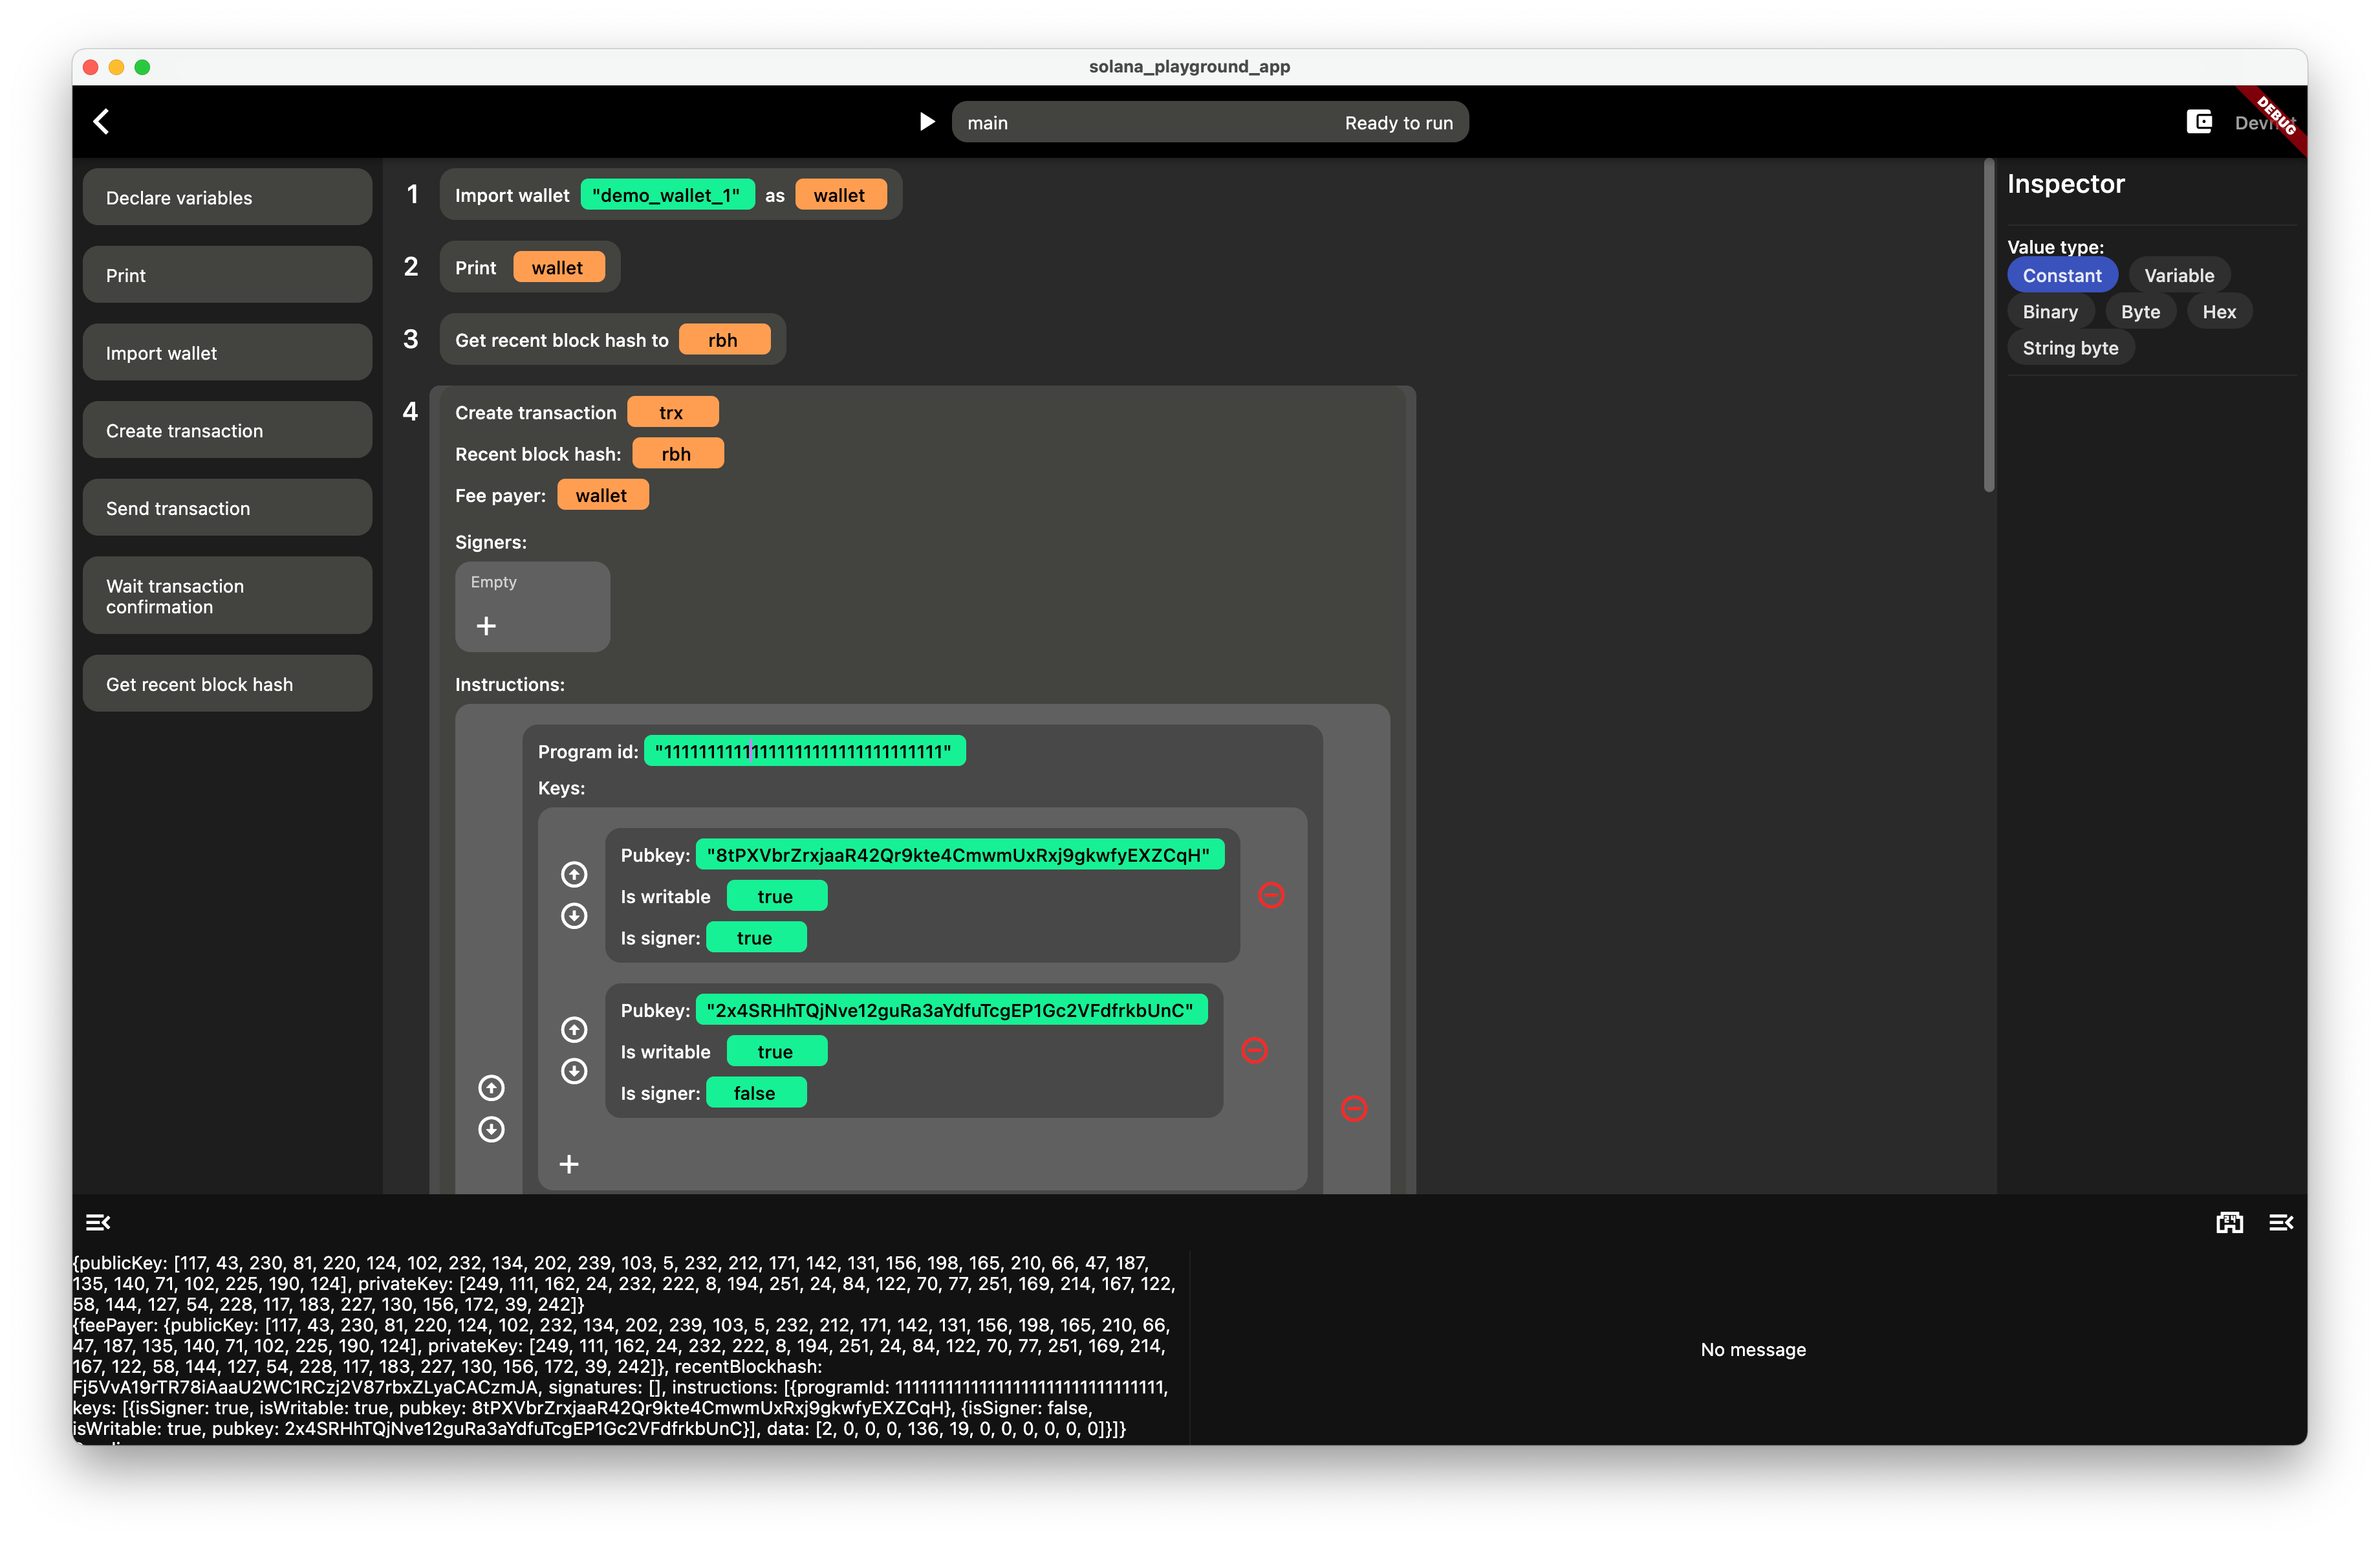 solana_playground_app
main Ready to run
DEBUG
Declare variables
Print
Import wallet
Create transaction
Send transaction
Wait transaction
confirmation
Get recent block hash
1 Import wallet "demo_wallet_1" as wallet
2 Print wallet
3 Get recent block hash to rbh
4 Create transaction trx
Recent block hash: rbh
Fee payer: wallet
Signers:
Empty
Instructions:
Program id: "11111111111111111111111111111111"
Keys:
Pubkey: "8tPXVbrZrxjaaR42Qr9kte4CmwmUxRxj9gkwfyEXZCqH"
Is writable true
Is signer: true
Pubkey: "2x4SRHhTQjNve12guRa3aYdfuTcgEP1Gc2VFdfrkbUnC"
Is writable true
Is signer: false
Inspector
Value type:
Constant Variable
Binary Byte Hex
String byte
{publicKey: [117, 43, 230, 81, 220, 124, 102, 232, 134, 202, 239, 103, 5, 232, 212, 171, 142, 131, 156, 198, 165, 210, 66, 47, 187,
135, 140, 71, 102, 225, 190, 124], privateKey: [249, 111, 162, 24, 232, 222, 8, 194, 251, 24, 84, 122, 70, 77, 251, 169, 214, 167, 122,
58, 144, 127, 54, 228, 117, 183, 227, 130, 156, 172, 39, 242]}
{feePayer: {publicKey: [117, 43, 230, 81, 220, 124, 102, 232, 134, 202, 239, 103, 5, 232, 212, 171, 142, 131, 156, 198, 165, 210, 66,
47, 187, 135, 140, 71, 102, 225, 190, 124], privateKey: [249, 111, 162, 24, 232, 222, 8, 194, 251, 24, 84, 122, 70, 77, 251, 169, 214,
167, 122, 58, 144, 127, 54, 228, 117, 183, 227, 130, 156, 172, 39, 242]}, recentBlockhash:
Fj5VvA19rTR78iAaaU2WC1RCzj2V87rbxZLyaCACzmJA, signatures: [], instructions: [{programId: 11111111111111111111111111111111,
keys: [{isSigner: true, isWritable: true, pubkey: 8tPXVbrZrxjaaR42Qr9kte4CmwmUxRxj9gkwfyEXZCqH}, {isSigner: false,
isWritable: true, pubkey: 2x4SRHhTQjNve12guRa3aYdfuTcgEP1Gc2VFdfrkbUnC}], data: [2, 0, 0, 0, 136, 19, 0, 0, 0, 0, 0, 0]}]}
No message